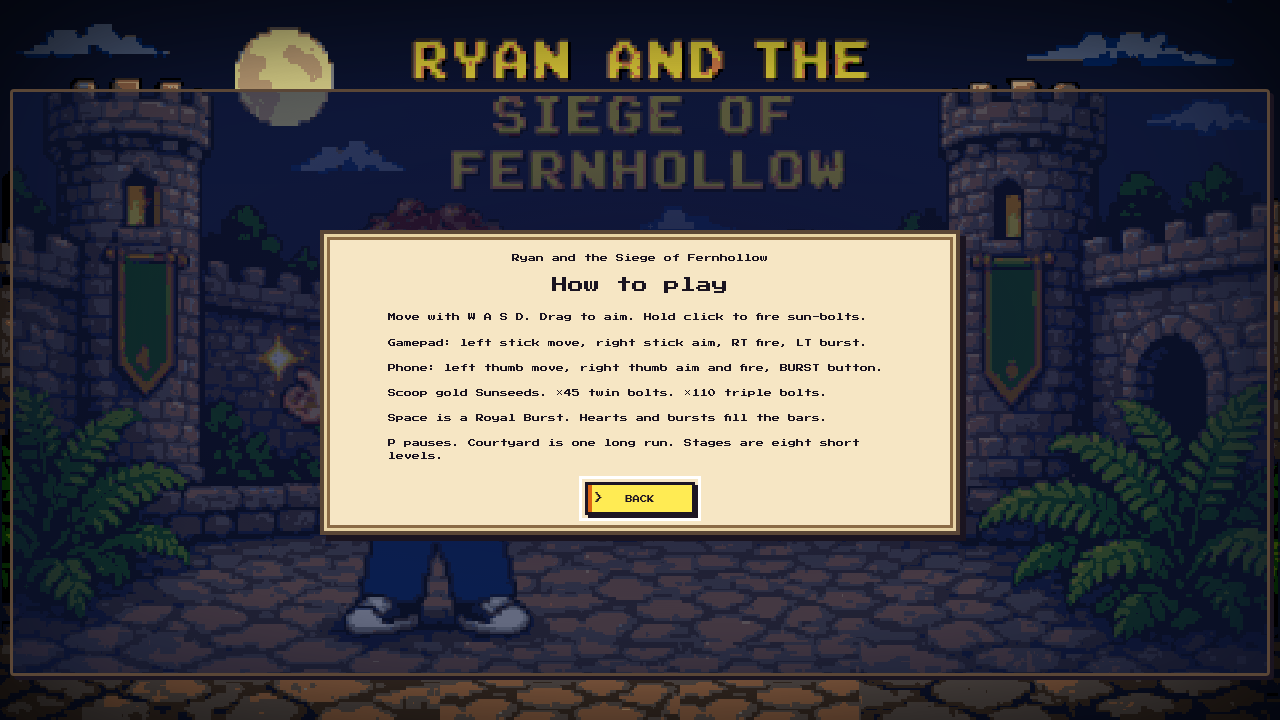 RYAN AND THE
SIEGE OF
FERNHOLLOW
Ryan and the Siege of Fernhollow
How to play
Move with W A S D. Drag to aim. Hold click to fire sun-bolts.
Gamepad: left stick move, right stick aim, RT fire, LT burst.
Phone: left thumb move, right thumb aim and fire, BURST button.
Scoop gold Sunseeds. ×45 twin bolts. ×110 triple bolts.
Space is a Royal Burst. Hearts and bursts fill the bars.
P pauses. Courtyard is one long run. Stages are eight short
levels.
> BACK